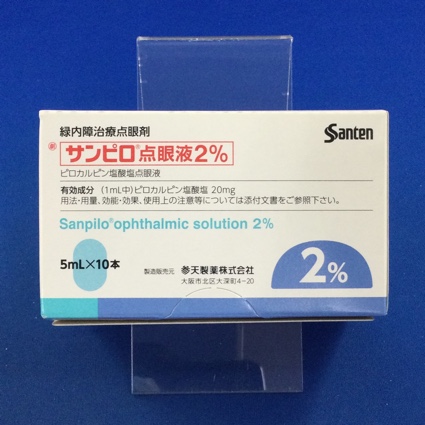 緑内障治療点眼剤
Santen
劇 サンピロ®点眼液2%
ピロカルピン塩酸塩点眼液
有効成分 (1mL中)ピロカルピン塩酸塩 20mg
用法・用量、効能・効果、使用上の注意等については添付文書をご参照下さい。
Sanpilo®ophthalmic solution 2%
5mL×10本
製造販売元 参天製薬株式会社
大阪市北区大深町4-20
2%